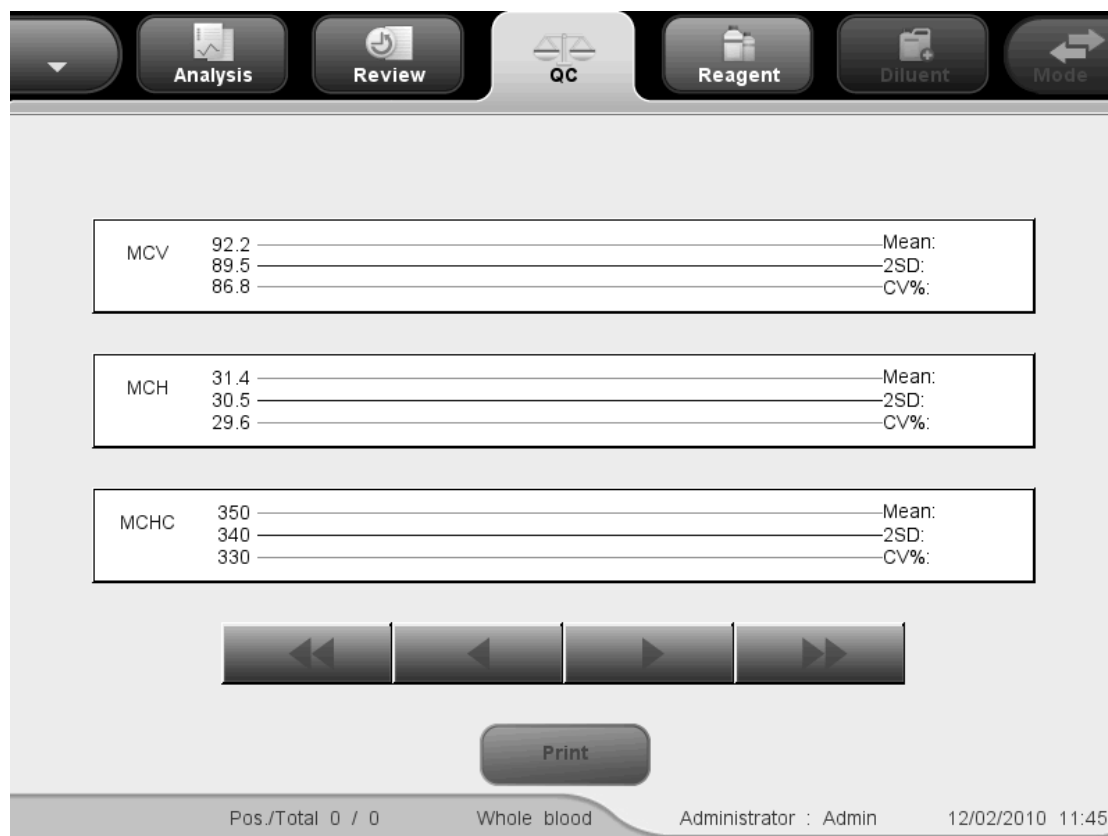 Analysis Review QC Reagent Diluent Mode
MCV 92.2 Mean:
89.5 2SD:
86.8 CV%:
MCH 31.4 Mean:
30.5 2SD:
29.6 CV%:
MCHC 350 Mean:
340 2SD:
330 CV%:
Print
Pos./Total 0 / 0 Whole blood Administrator : Admin 12/02/2010 11:45